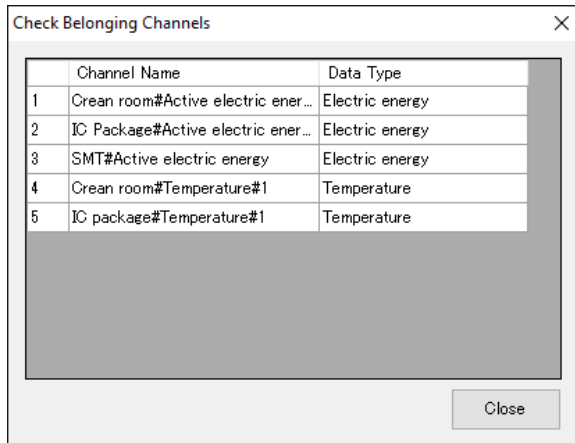 Check Belonging Channels
Channel Name Data Type
1 Crean room#Active electric ener... Electric energy
2 IC Package#Active electric ener... Electric energy
3 SMT#Active electric energy Electric energy
4 Crean room#Temperature#1 Temperature
5 IC package#Temperature#1 Temperature
Close